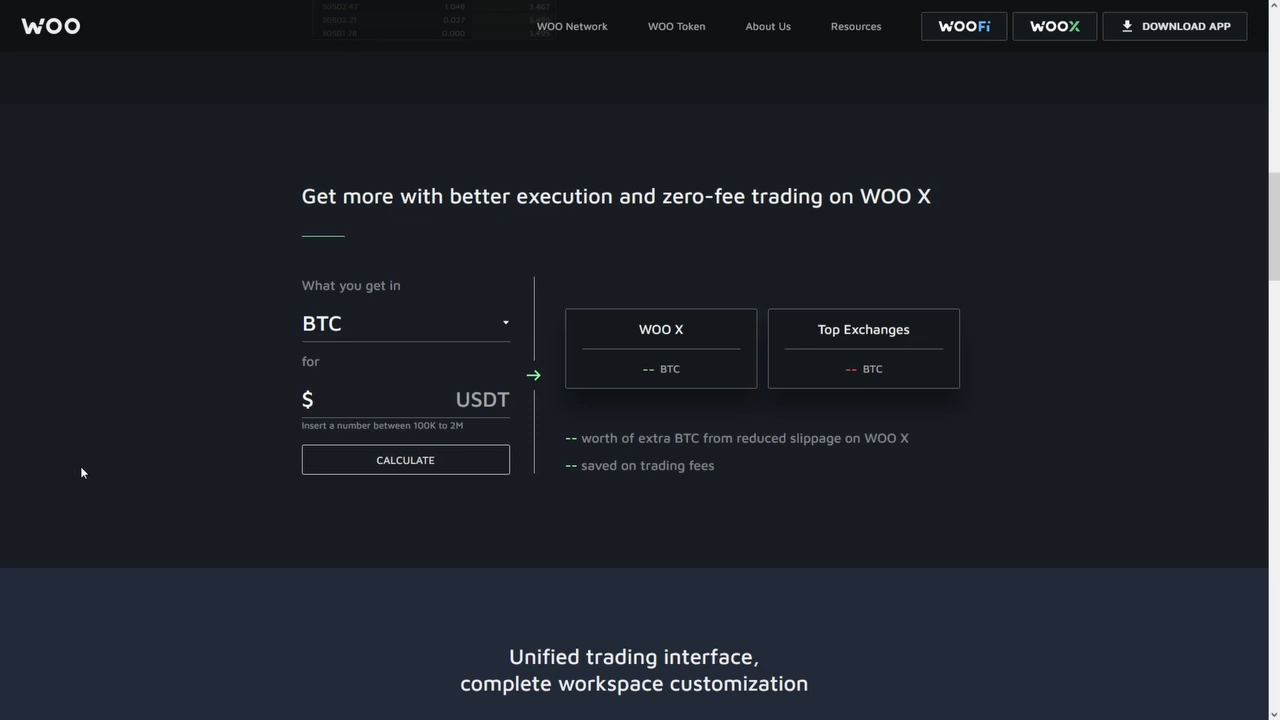 WOO
WOO Network
WOO Token
About Us
Resources
WOOFi
WOOX
DOWNLOAD APP
Get more with better execution and zero-fee trading on WOO X
What you get in
BTC
for
$ USDT
Insert a number between 100K to 2M
CALCULATE
WOO X
-- BTC
Top Exchanges
-- BTC
-- worth of extra BTC from reduced slippage on WOO X
-- saved on trading fees
Unified trading interface,
complete workspace customization